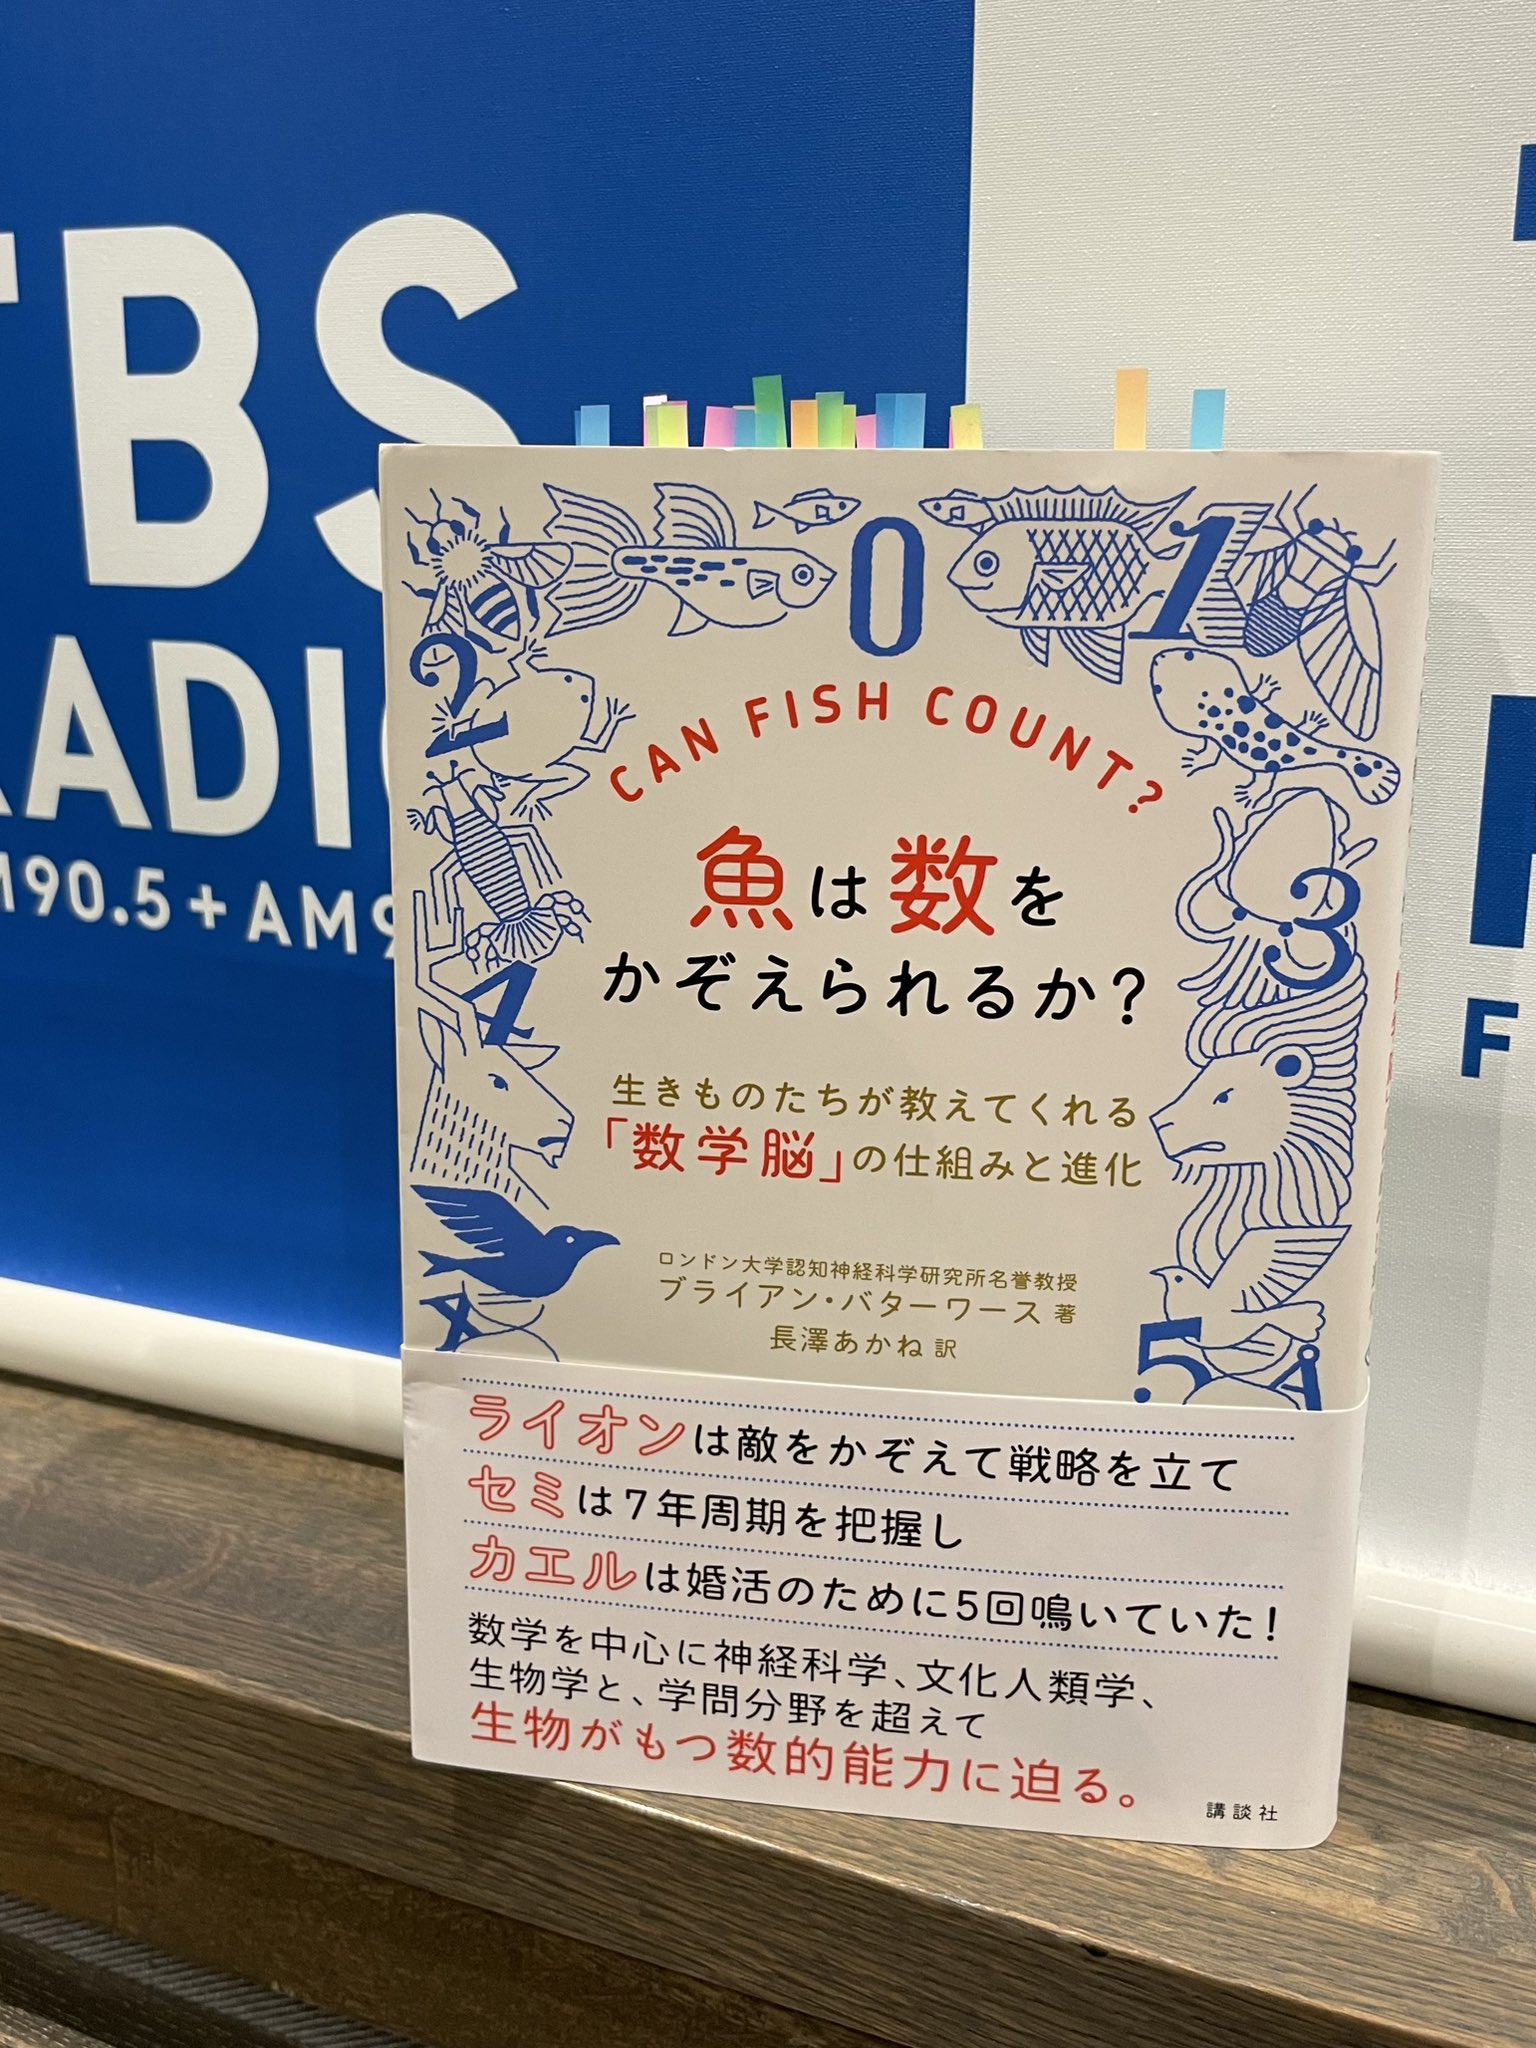 TBS
RADIO
M90.5+AM9
F
0
1
2
3
4
5
CAN FISH COUNT?
魚は数を
かぞえられるか?
生きものたちが教えてくれる
「数学脳」の仕組みと進化
ロンドン大学認知神経科学研究所名誉教授
ブライアン・バターワース 著
長澤あかね 訳
ライオンは敵をかぞえて戦略を立て
セミは7年周期を把握し
カエルは婚活のために5回鳴いていた!
数学を中心に神経科学、文化人類学、
生物学と、学問分野を超えて
生物がもつ数的能力に迫る。
講談社